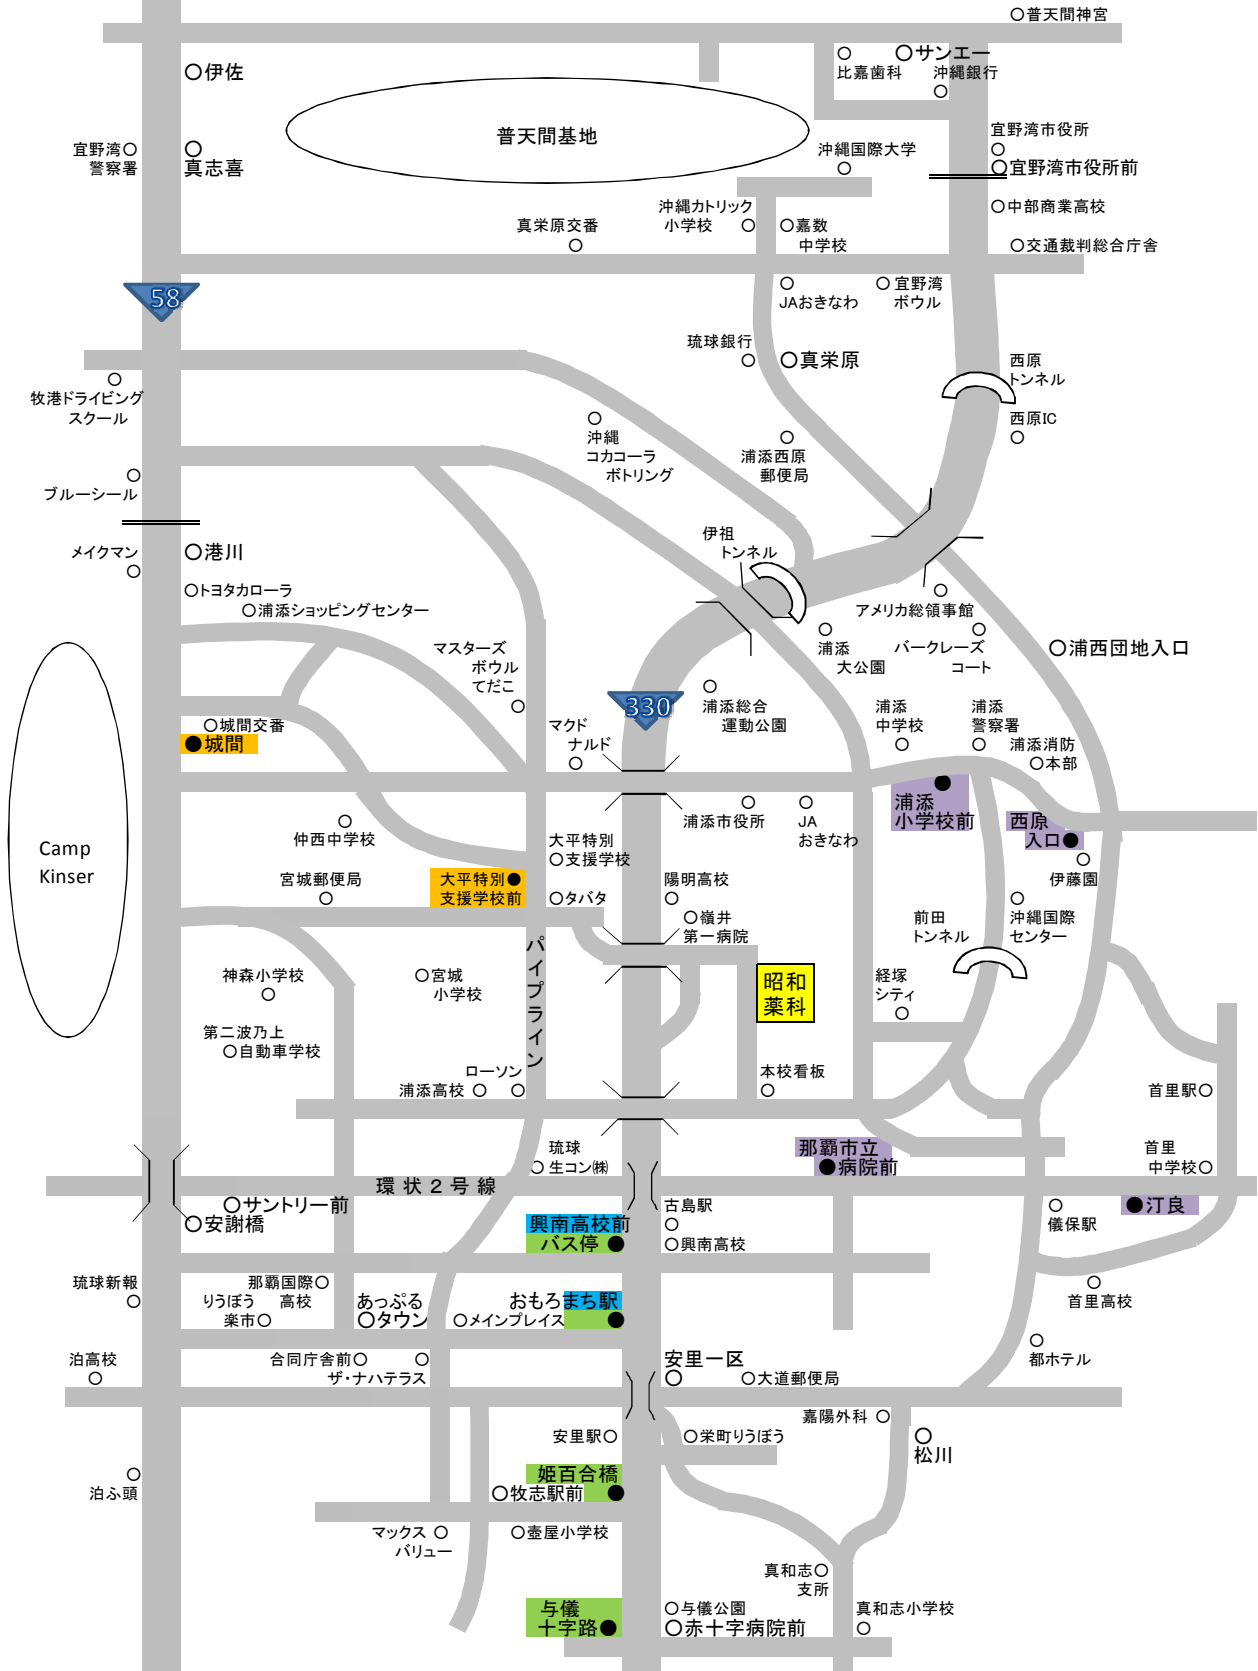 普天間神宮
サンエー
比嘉歯科
沖縄銀行
伊佐
普天間基地
宜野湾
警察署
真志喜
沖縄国際大学
宜野湾市役所
宜野湾市役所前
沖縄カトリック
小学校
嘉数
中学校
中部商業高校
真栄原交番
交通裁判総合庁舎
58
JAおきなわ
宜野湾
ボウル
琉球銀行
真栄原
西原
トンネル
牧港ドライビング
スクール
西原IC
沖縄
コカコーラ
ボトリング
浦添西原
郵便局
ブルーシール
メイクマン
港川
伊祖
トンネル
トヨタカローラ
浦添ショッピングセンター
アメリカ総領事館
マスターズ
ボウル
てだこ
浦添
大公園
バークレーズ
コート
浦西団地入口
330
浦添総合
運動公園
浦添
中学校
浦添
警察署
城間交番
城間
マクド
ナルド
浦添消防
本部
浦添
小学校前
西原
入口
浦添市役所
JA
おきなわ
仲西中学校
大平特別
支援学校
Camp
Kinser
宮城郵便局
大平特別
支援学校前
タバタ
陽明高校
伊藤園
嶺井
第一病院
前田
トンネル
沖縄国際
センター
パイプライン
神森小学校
宮城
小学校
昭和
薬科
経塚
シティ
第二波乃上
自動車学校
ローソン
浦添高校
本校看板
首里駅
琉球
生コン㈱
那覇市立
病院前
首里
中学校
環状2号線
サントリー前
安謝橋
興南高校前
バス停
古島駅
興南高校
儀保駅
汀良
琉球新報
那覇国際
高校
りうぼう
楽市
あっぷる
タウン
おもろまち駅
メインプレイス
首里高校
泊高校
合同庁舎前
ザ・ナハテラス
安里一区
大道郵便局
都ホテル
嘉陽外科
安里駅
栄町りうぼう
松川
泊ふ頭
姫百合橋
牧志駅前
マックス
バリュー
壺屋小学校
真和志
支所
与儀
十字路
与儀公園
赤十字病院前
真和志小学校